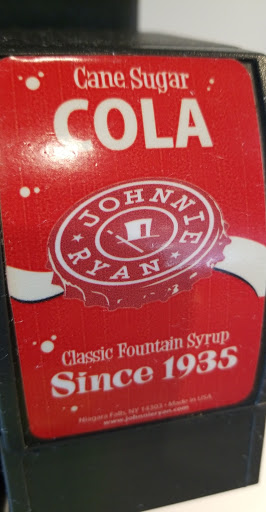 Cane Sugar
COLA
JOHNNIE
RYAN
Classic Fountain Syrup
Since 1935
Niagara Falls, NY 14303 • Made in USA
www.johnnieryan.com